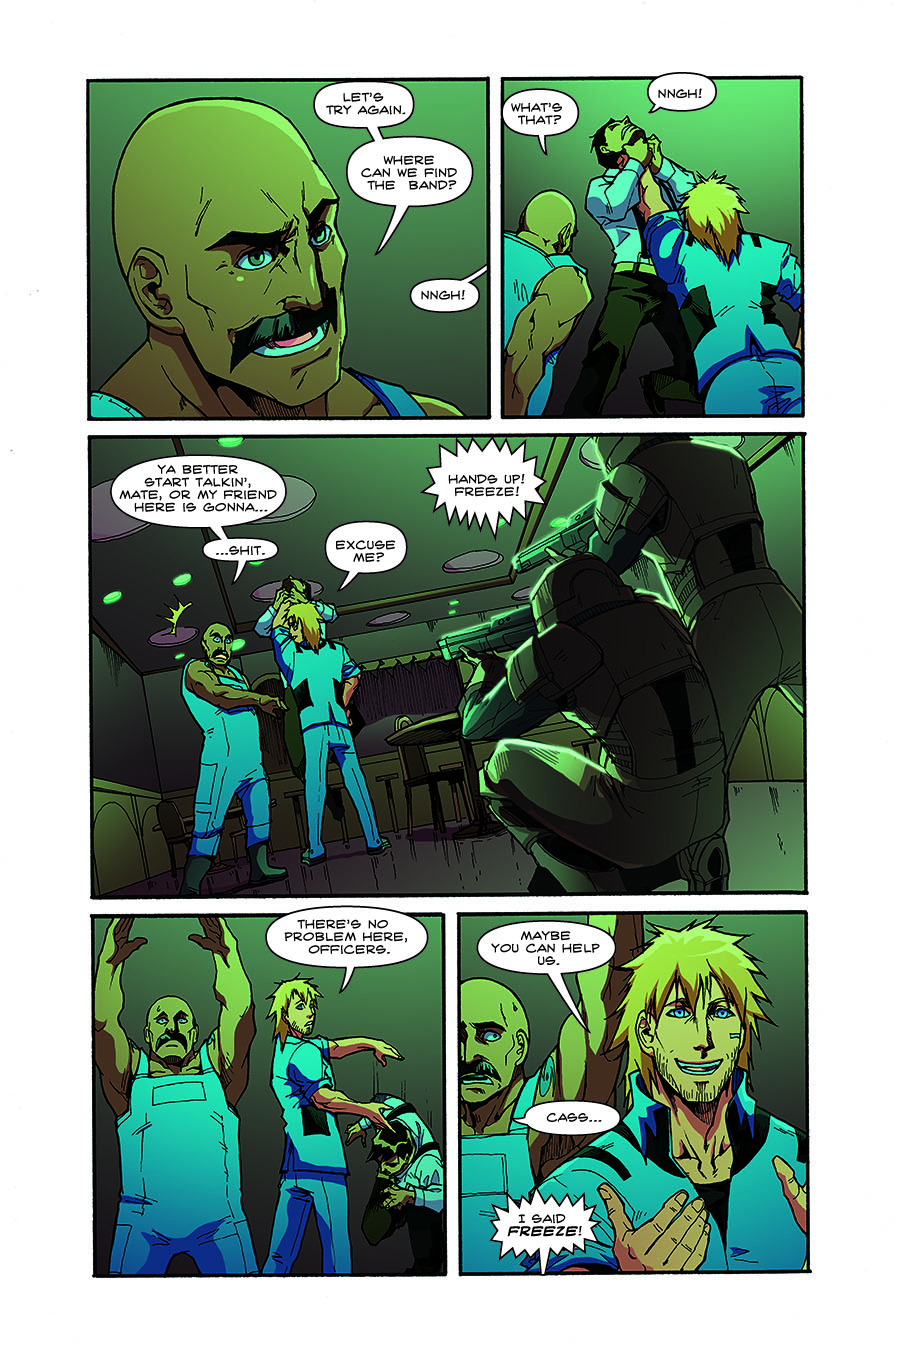 LET'S
TRY AGAIN.
WHERE
CAN WE FIND
THE BAND?
NNGH!
WHAT'S
THAT?
NNGH!
YA BETTER
START TALKIN',
MATE, OR MY FRIEND
HERE IS GONNA...
...SHIT.
EXCUSE
ME?
HANDS UP!
FREEZE!
THERE'S NO
PROBLEM HERE,
OFFICERS.
MAYBE
YOU CAN HELP
US.
CASS...
I SAID
FREEZE!